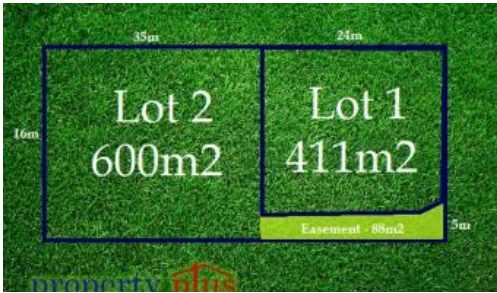 35m 24m
Lot 2 Lot 1
16m
600m2 411m2
Easement - 88m2 5m
property plus